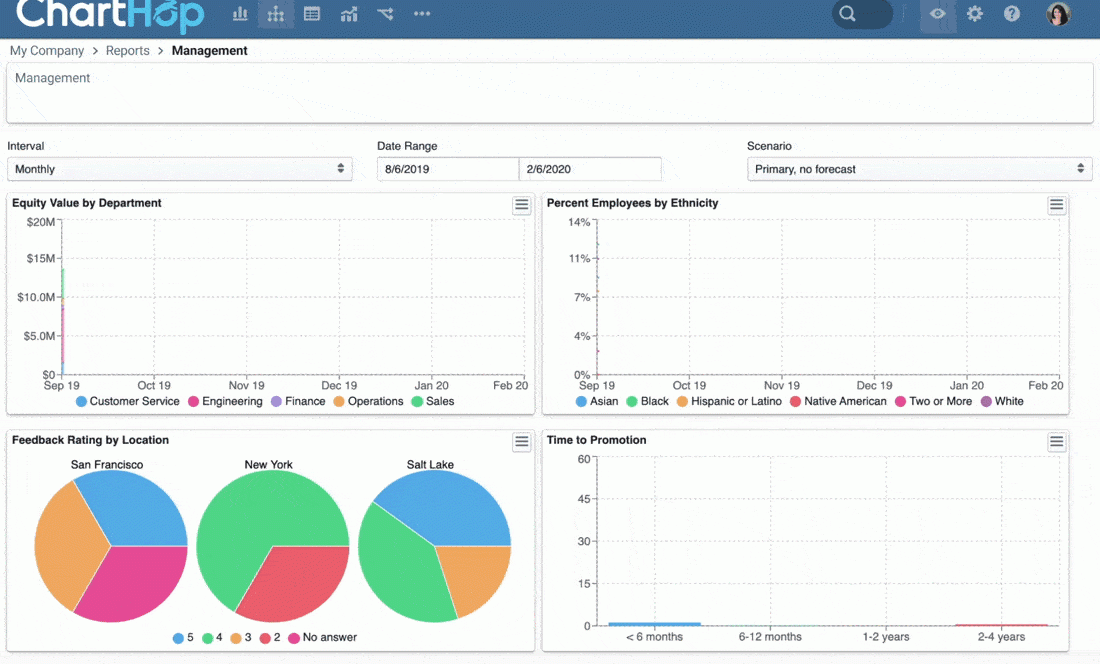 ChartHop
My Company > Reports > Management
Management
Interval
Date Range
Scenario
Monthly
8/6/2019
2/6/2020
Primary, no forecast
Equity Value by Department
$20M
$15M
$10.0M
$5.0M
$0
Sep 19 Oct 19 Nov 19 Dec 19 Jan 20 Feb 20
Customer Service Engineering Finance Operations Sales
Percent Employees by Ethnicity
14%
11%
7%
4%
0%
Sep 19 Oct 19 Nov 19 Dec 19 Jan 20 Feb 20
Asian Black Hispanic or Latino Native American Two or More White
Feedback Rating by Location
San Francisco New York Salt Lake
5 4 3 2 No answer
Time to Promotion
60
45
30
15
0
< 6 months 6-12 months 1-2 years 2-4 years